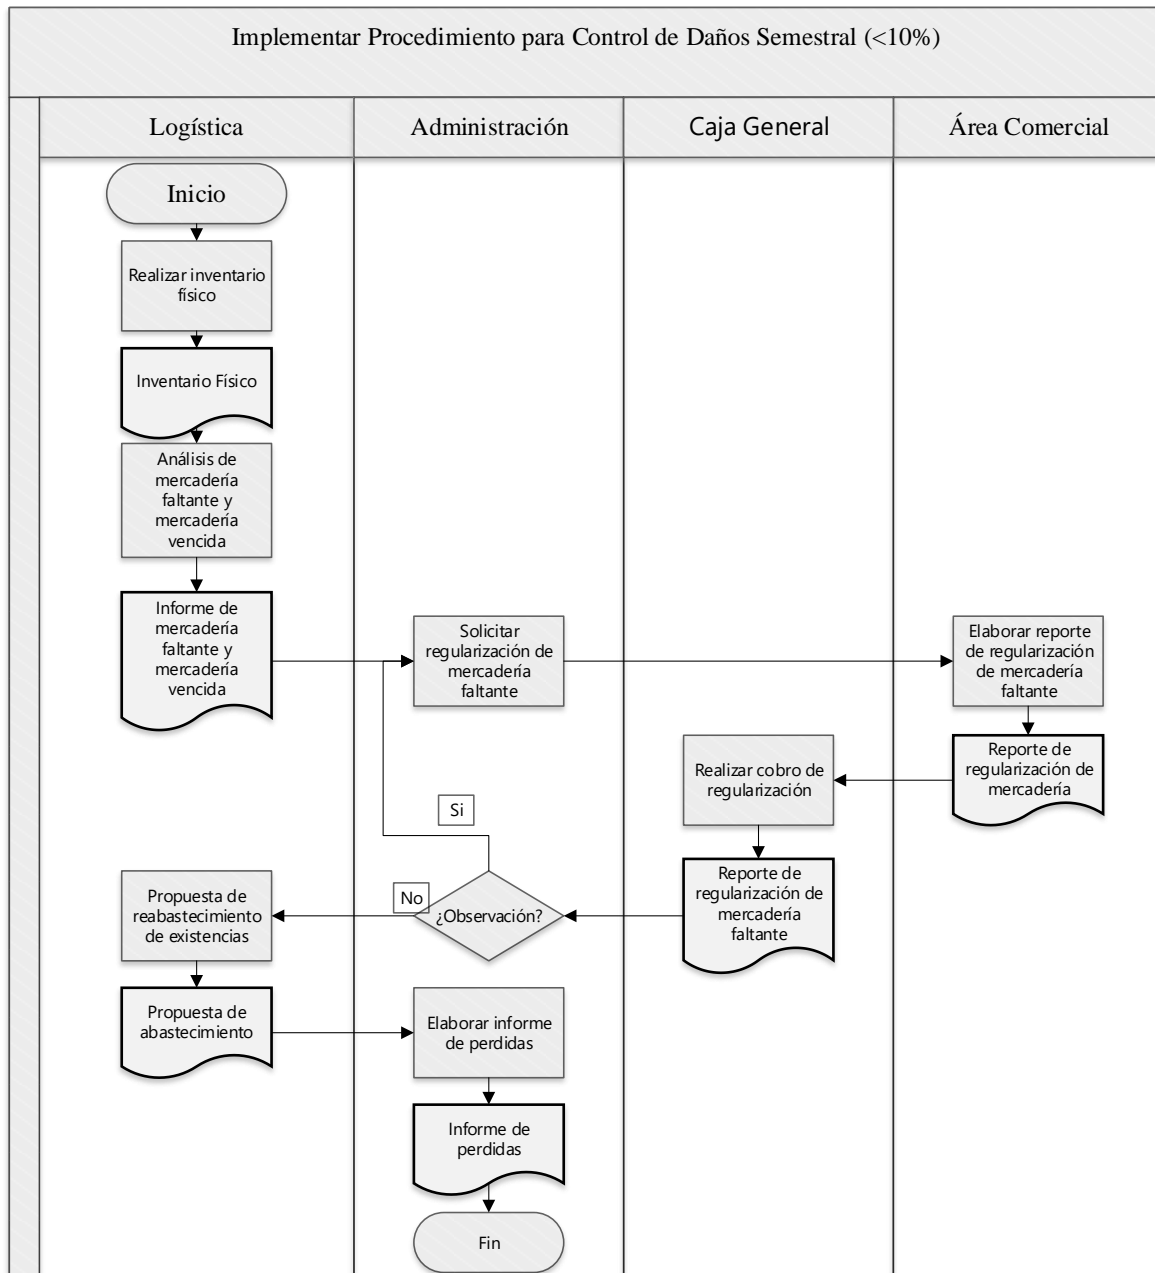 Implementar Procedimiento para Control de Daños Semestral (<10%)
Logística
Administración
Caja General
Área Comercial
Inicio
Realizar inventario
físico
Inventario Físico
Análisis de
mercadería
faltante y
mercadería
vencida
Informe de
mercadería
faltante y
mercadería
vencida
Solicitar
regularización de
mercadería
faltante
Elaborar reporte
de regularización
de mercadería
faltante
Reporte de
regularización de
mercadería
Realizar cobro de
regularización
Reporte de
regularización de
mercadería
faltante
Si
¿Observación?
No
Propuesta de
reabastecimiento
de existencias
Propuesta de
abastecimiento
Elaborar informe
de perdidas
Informe de
perdidas
Fin